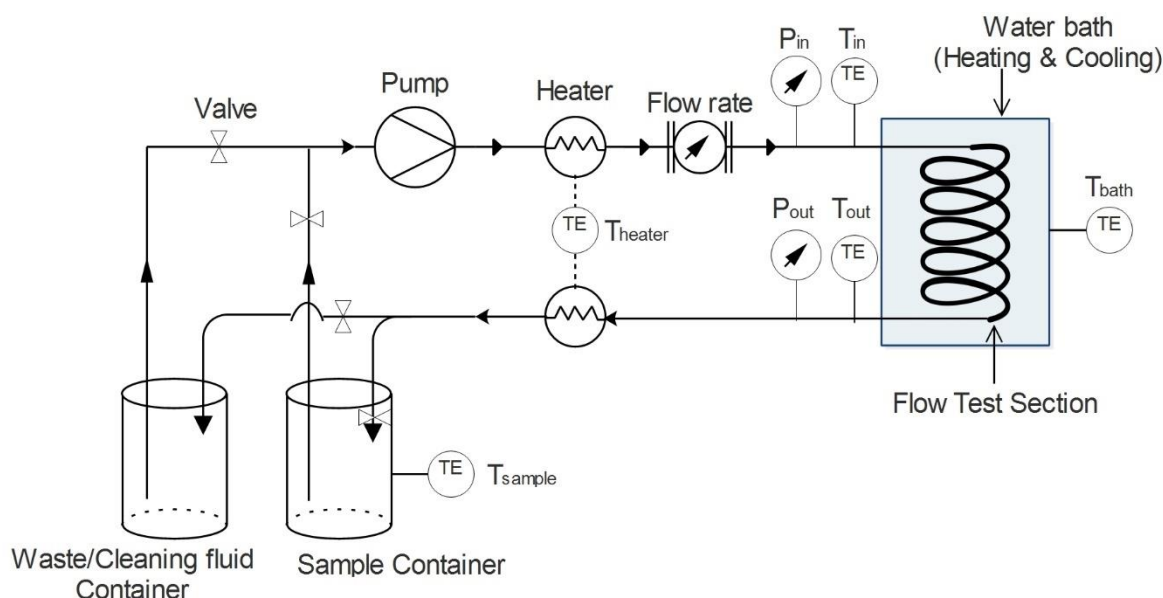 Water bath
(Heating & Cooling)
Pin
Tin
TE
Pump
Heater
Flow rate
Valve
Tbath
TE
Pout
Tout
TE
TE
Theater
Flow Test Section
TE
Tsample
Waste/Cleaning fluid
Container
Sample Container